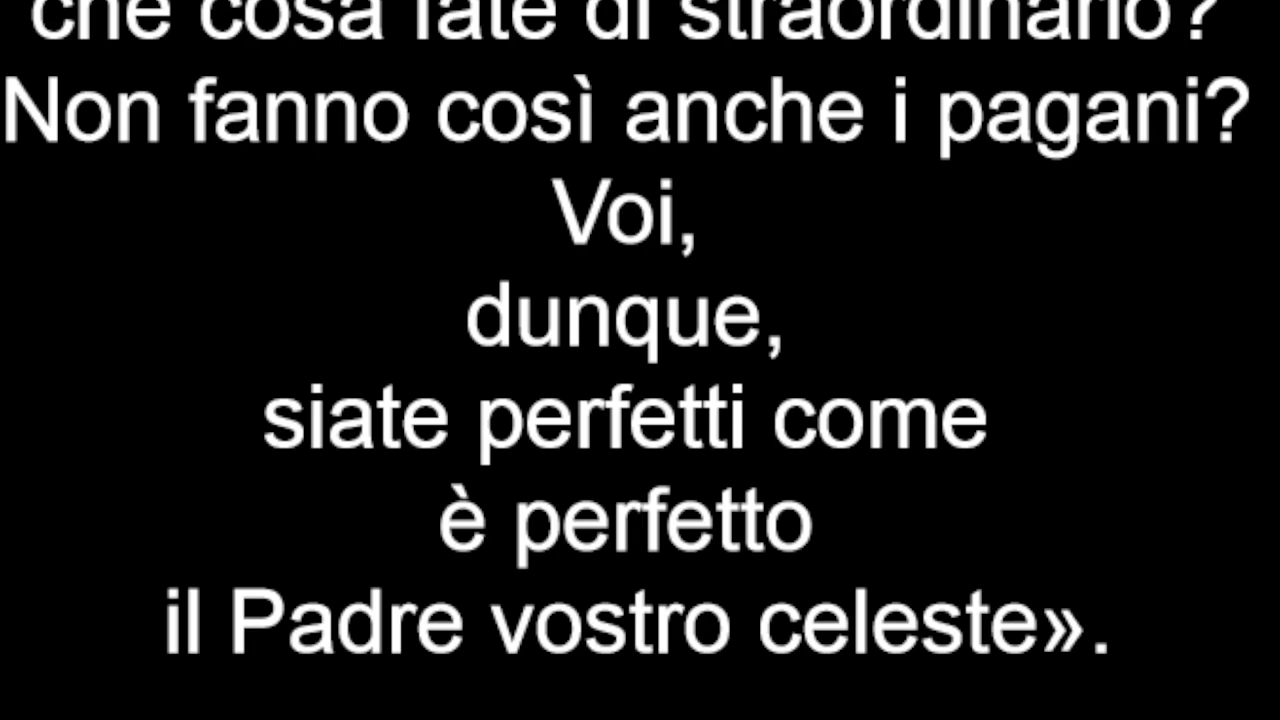 che cosa fate di straordinario?
Non fanno così anche i pagani?
Voi,
dunque,
siate perfetti come
è perfetto
il Padre vostro celeste».